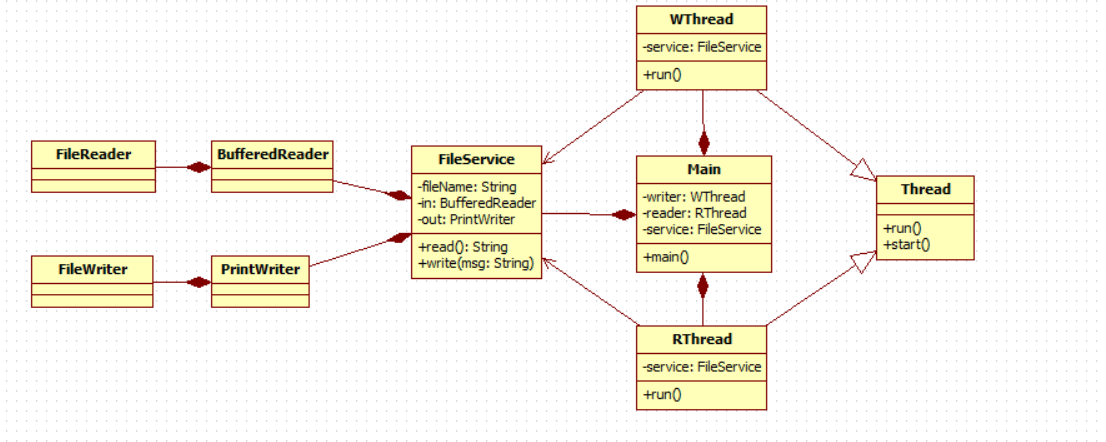 WThread
-service: FileService
+run()
FileReader
BufferedReader
FileService
-fileName: String
-in: BufferedReader
-out: PrintWriter
+read(): String
+write(msg: String)
Main
-writer: WThread
-reader: RThread
-service: FileService
+main()
Thread
+run()
+start()
FileWriter
PrintWriter
RThread
-service: FileService
+run()